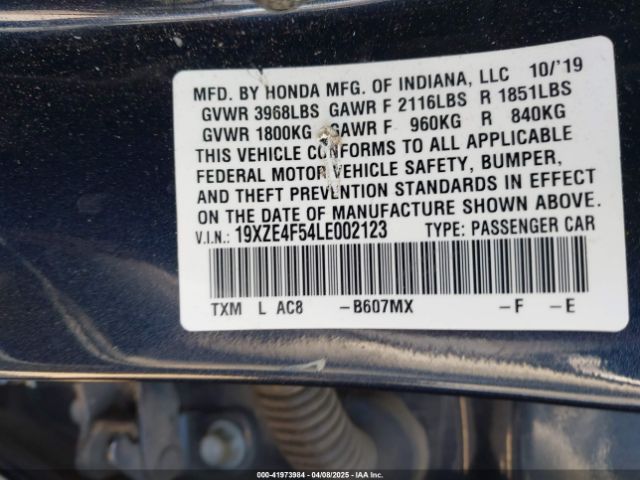 MFD. BY HONDA MFG. OF INDIANA, LLC 10/'19
GVWR 3968LBS GAWR F 2116LBS R 1851LBS
GVWR 1800KG GAWR F 960KG R 840KG
THIS VEHICLE CONFORMS TO ALL APPLICABLE
FEDERAL MOTOR VEHICLE SAFETY, BUMPER,
AND THEFT PREVENTION STANDARDS IN EFFECT
ON THE DATE OF MANUFACTURE SHOWN ABOVE.
V.I.N.: 19XZE4F54LE002123 TYPE: PASSENGER CAR
TXM L AC8 -B607MX -F -E
000-41973984 - 04/08/2025 - IAA Inc.